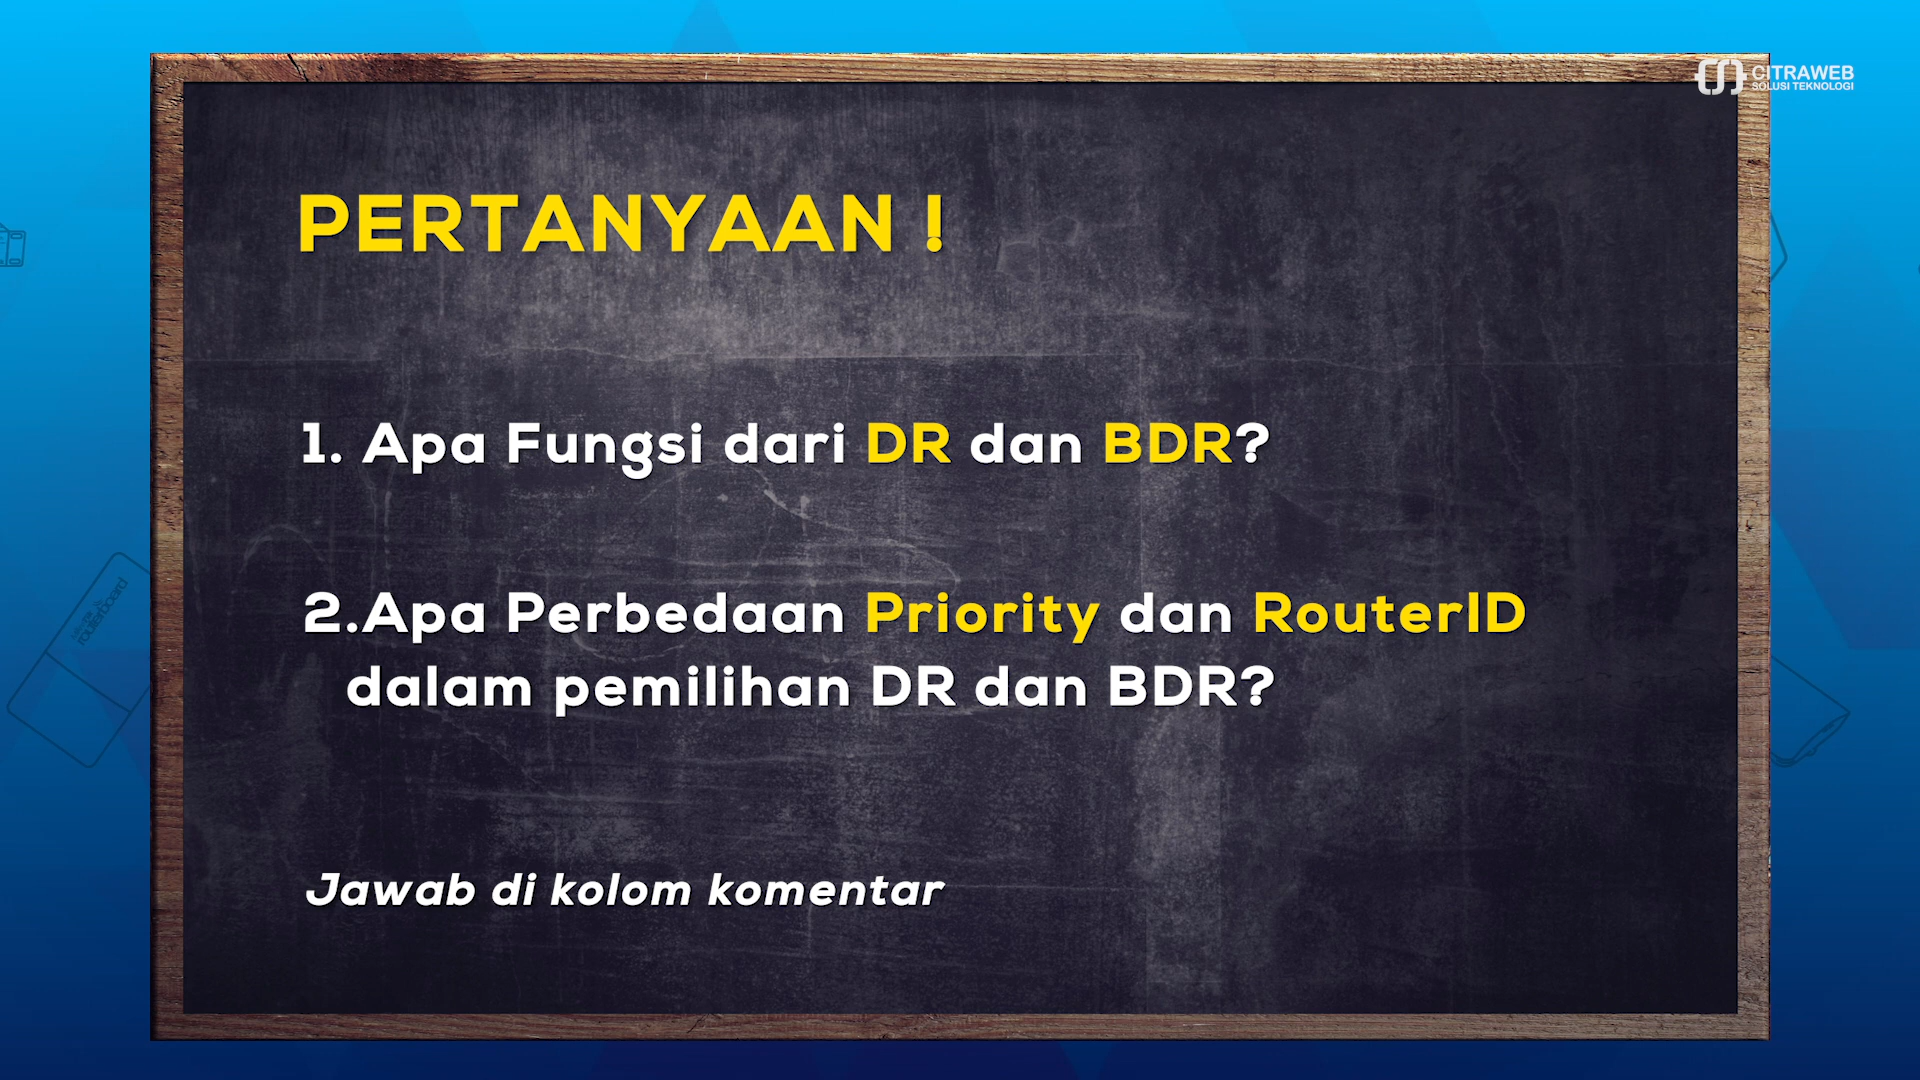 CITRAWEB
SOLUSI TEKNOLOGI
PERTANYAAN !
1. Apa Fungsi dari DR dan BDR?
2.Apa Perbedaan Priority dan RouterID
dalam pemilihan DR dan BDR?
Jawab di kolom komentar
routerboard